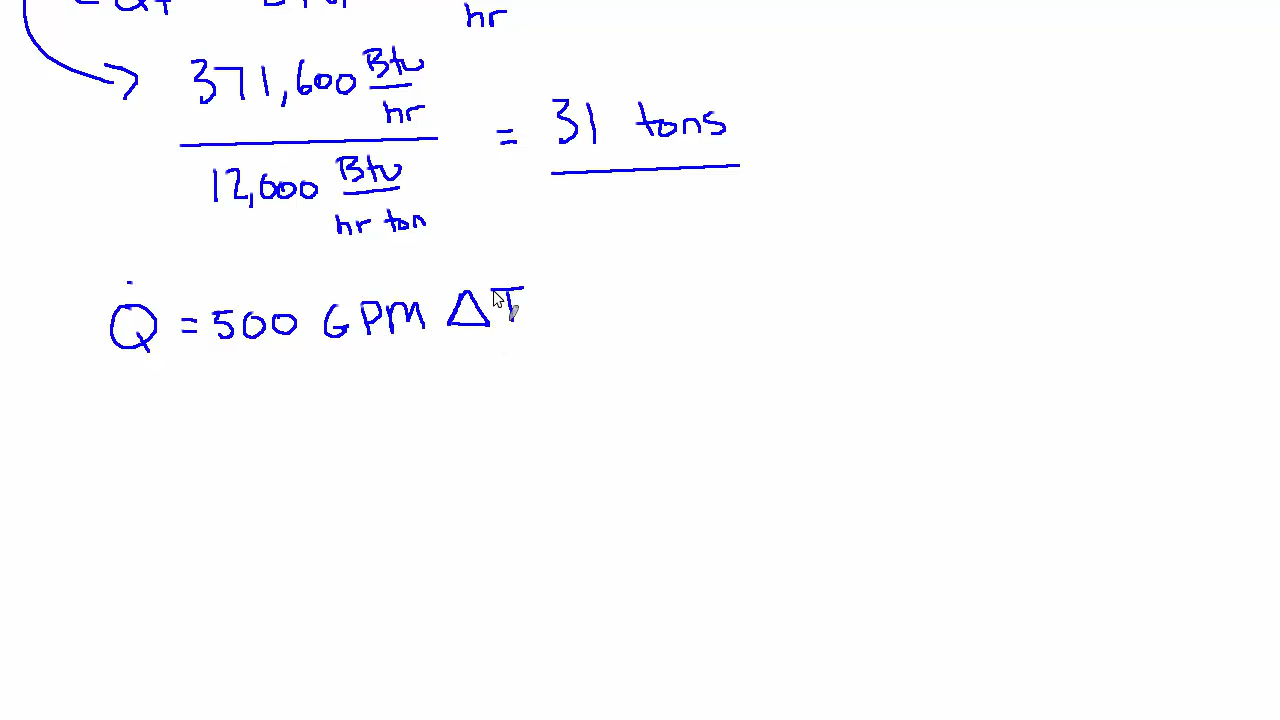 hr
371,600 Btu/hr
12,000 Btu/hr ton
= 31 tons
Q̇ = 500 GPM ΔT